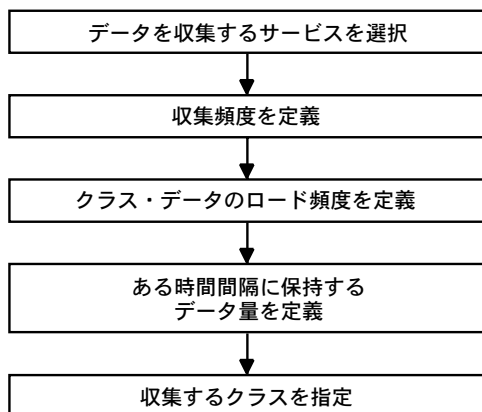 データを収集するサービスを選択
収集頻度を定義
クラス・データのロード頻度を定義
ある時間間隔に保持する
データ量を定義
収集するクラスを指定